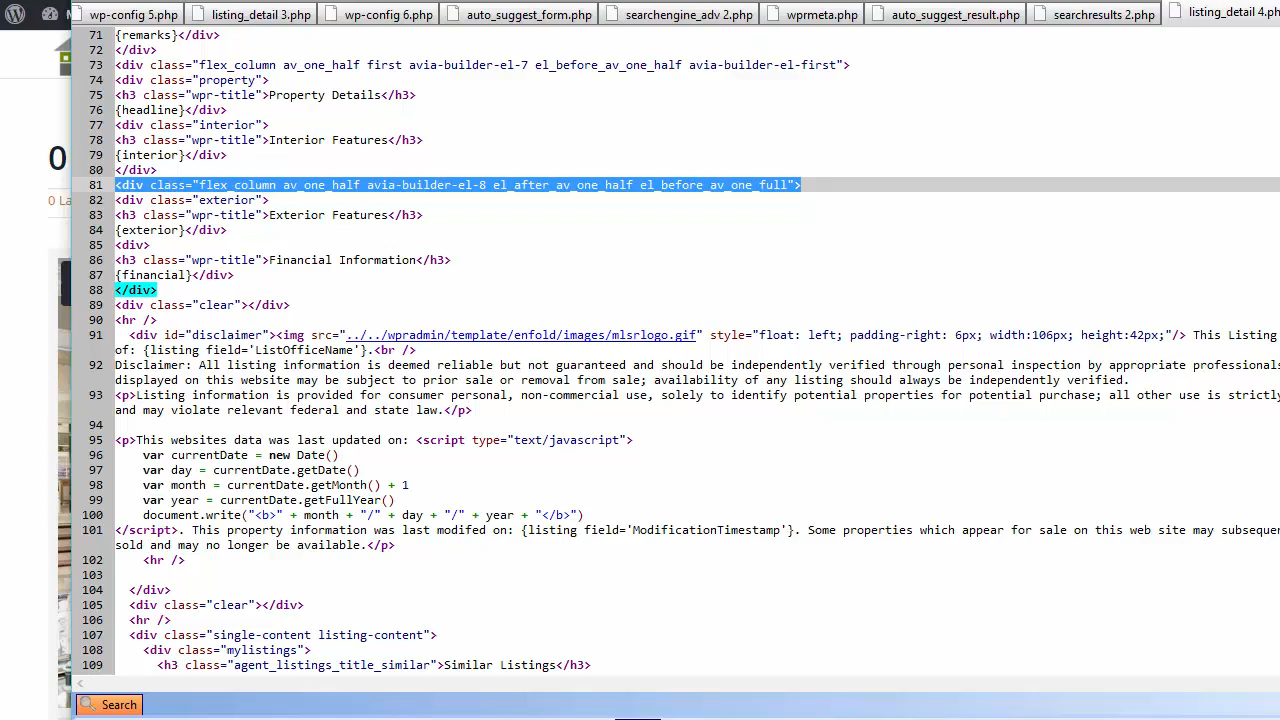 wp-config 5.php listing_detail 3.php wp-config 6.php auto_suggest_form.php searchengine_adv 2.php wprmeta.php auto_suggest_result.php searchresults 2.php listing_detail 4.ph
0
0 La
71 {remarks}</div>
72 </div>
73 <div class="flex_column av_one_half first avia-builder-el-7 el_before_av_one_half avia-builder-el-first">
74 <div class="property">
75 <h3 class="wpr-title">Property Details</h3>
76 {headline}</div>
77 <div class="interior">
78 <h3 class="wpr-title">Interior Features</h3>
79 {interior}</div>
80 </div>
81 <div class="flex_column av_one_half avia-builder-el-8 el_after_av_one_half el_before_av_one_full">
82 <div class="exterior">
83 <h3 class="wpr-title">Exterior Features</h3>
84 {exterior}</div>
85 <div>
86 <h3 class="wpr-title">Financial Information</h3>
87 {financial}</div>
88 </div>
89 <div class="clear"></div>
90 <hr />
91 <div id="disclaimer"><img src="../../wpradmin/template/enfold/images/mlsrlogo.gif" style="float: left; padding-right: 6px; width:106px; height:42px;"/> This Listing
of: {listing field='ListOfficeName'}.<br />
92 Disclaimer: All listing information is deemed reliable but not guaranteed and should be independently verified through personal inspection by appropriate professionals
displayed on this website may be subject to prior sale or removal from sale; availability of any listing should always be independently verified.
93 <p>Listing information is provided for consumer personal, non-commercial use, solely to identify potential properties for potential purchase; all other use is strictl
and may violate relevant federal and state law.</p>
94
95 <p>This websites data was last updated on: <script type="text/javascript">
96 var currentDate = new Date()
97 var day = currentDate.getDate()
98 var month = currentDate.getMonth() + 1
99 var year = currentDate.getFullYear()
100 document.write("<b>" + month + "/" + day + "/" + year + "</b>")
101 </script>. This property infomation was last modifed on: {listing field='ModificationTimestmp'}. Some properties which appear for sale on this web site may subseque
sold and may no longer be available.</p>
102 <hr />
103
104 </div>
105 <div class="clear"></div>
106 <hr />
107 <div class="single-content listing-content">
108 <div class="mylistings">
109 <h3 class="agent_listings_title_similar">Similar Listings</h3>
Search